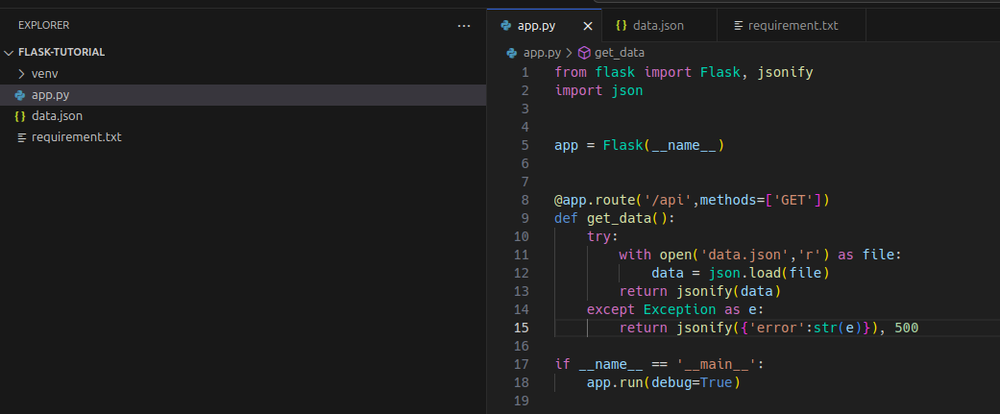 EXPLORER
FLASK-TUTORIAL
venv
app.py
data.json
requirement.txt
app.py
data.json
requirement.txt
app.py > get_data
1 from flask import Flask, jsonify
2 import json
3
4
5 app = Flask(__name__)
6
7
8 @app.route('/api',methods=['GET'])
9 def get_data():
10     try:
11         with open('data.json','r') as file:
12             data = json.load(file)
13         return jsonify(data)
14     except Exception as e:
15         return jsonify({'error':str(e)}), 500
16
17 if __name__ == '__main__':
18     app.run(debug=True)
19